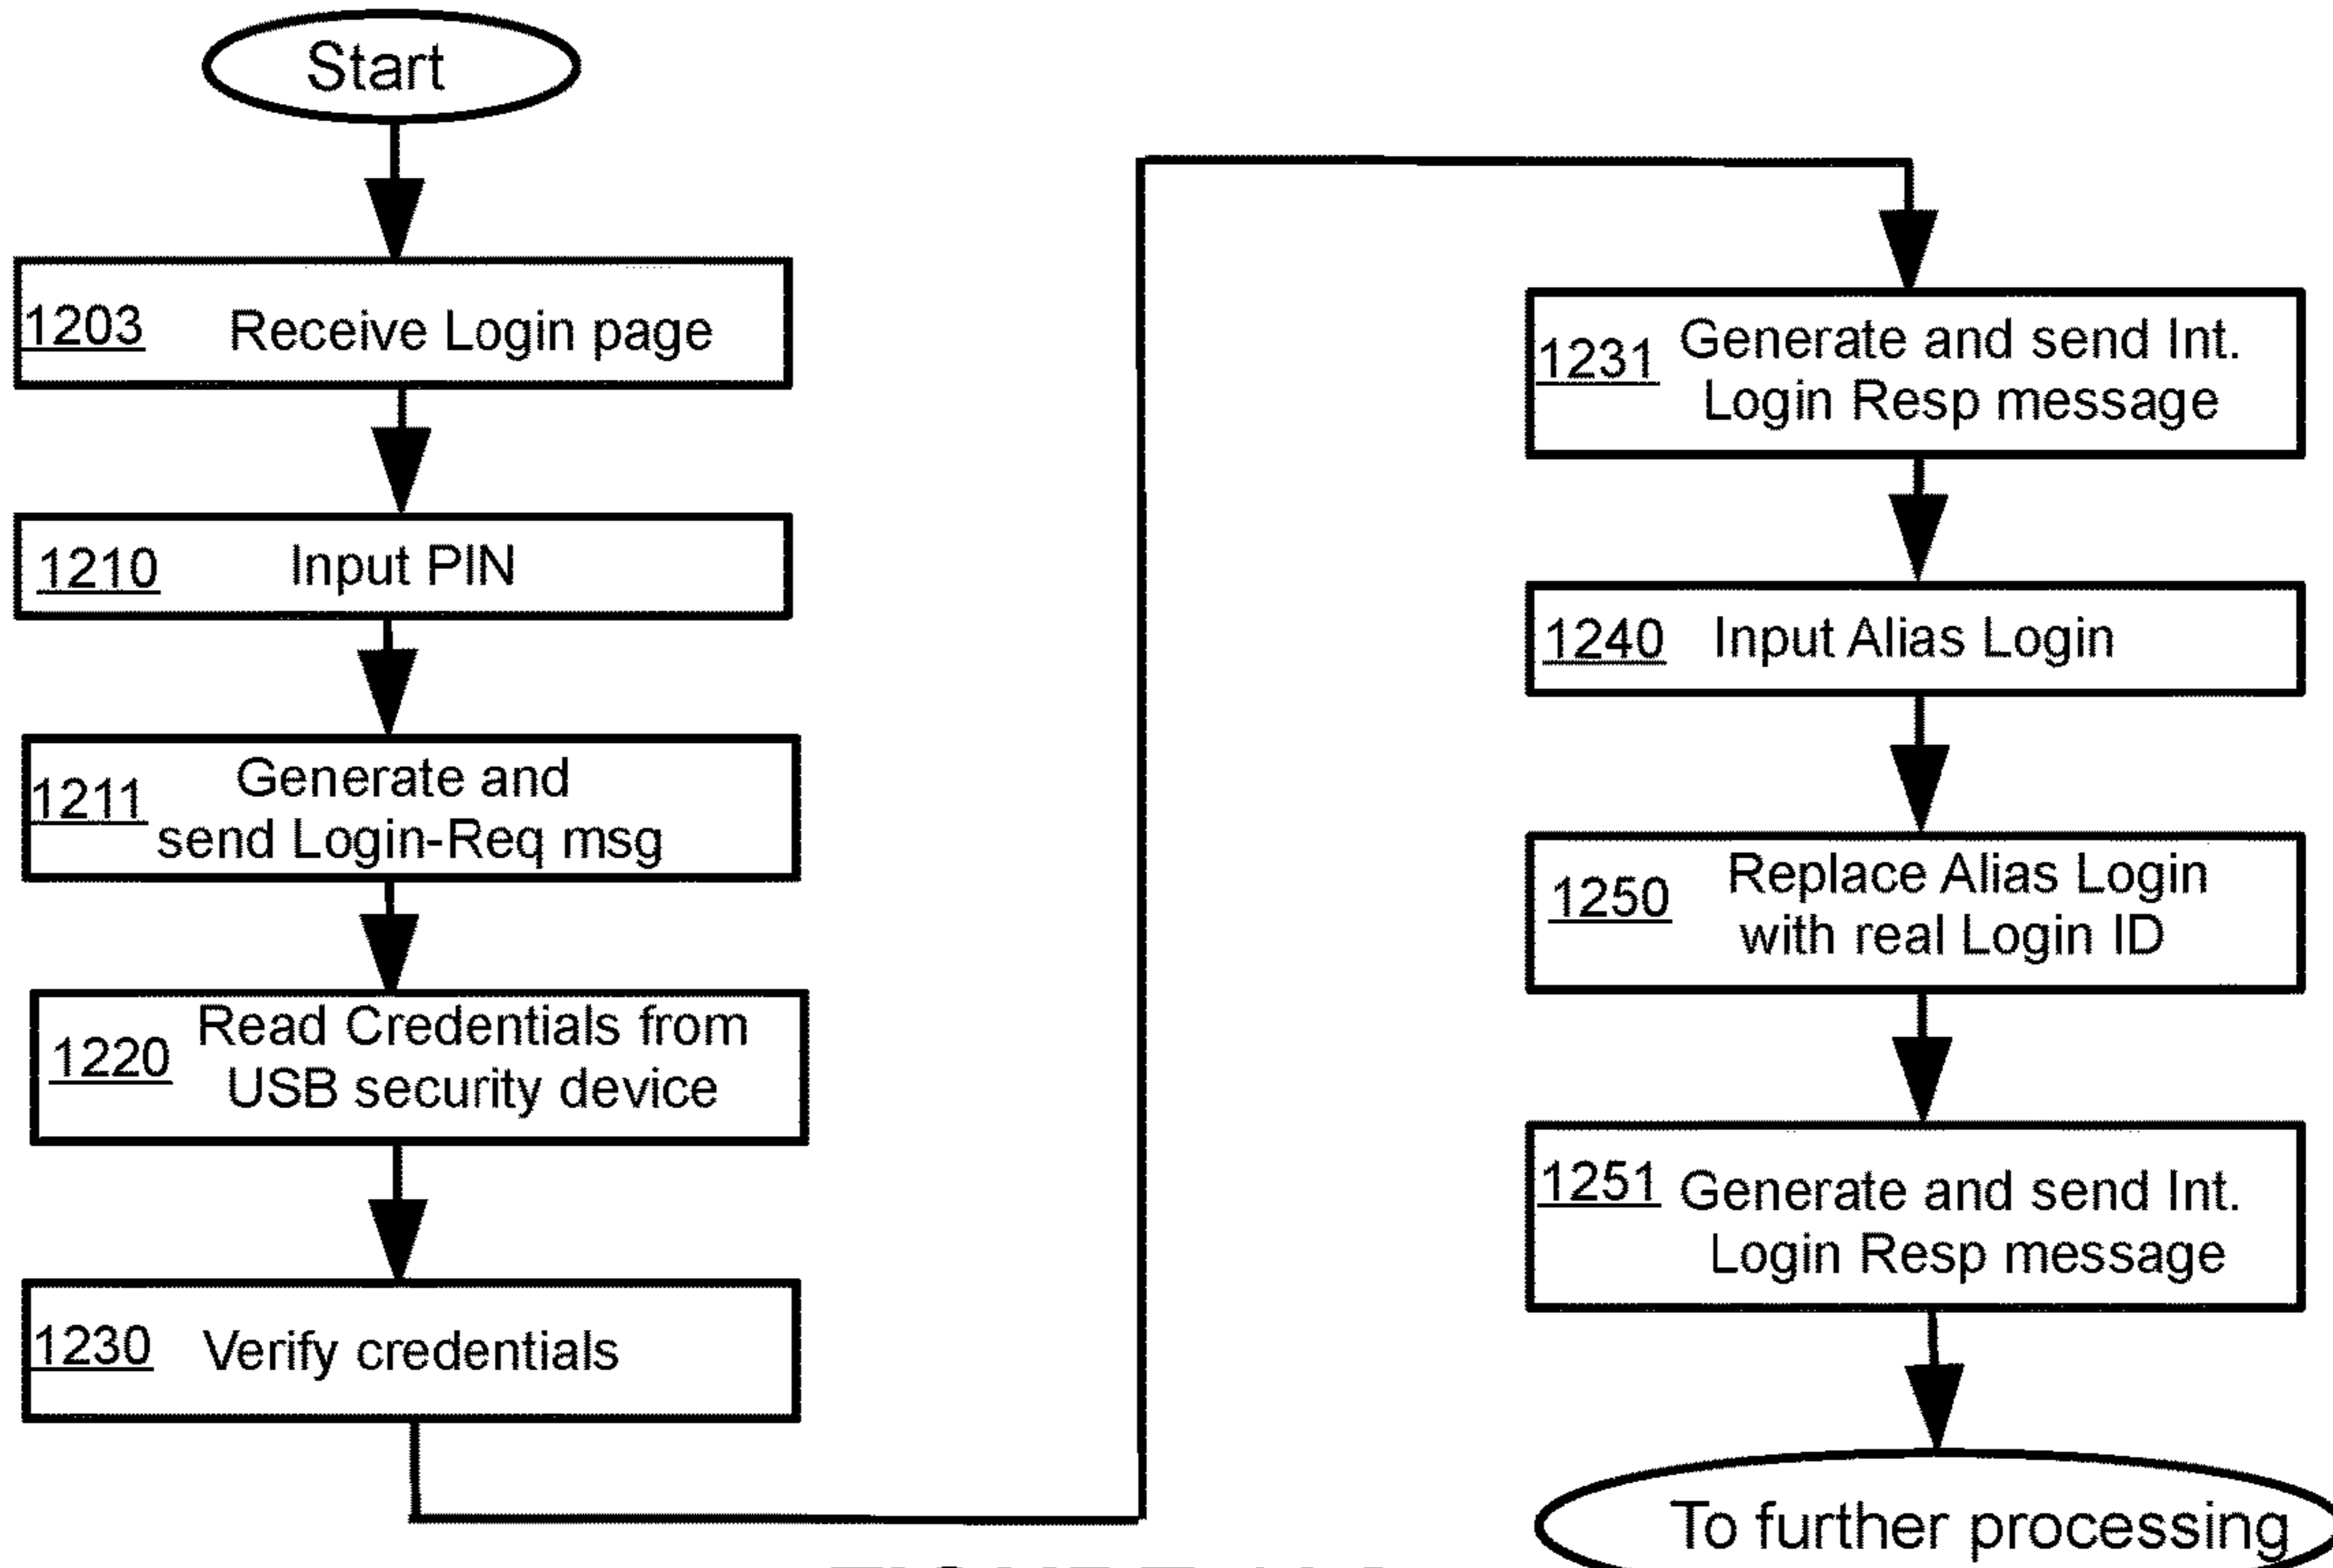 Start
1203 Receive Login page
1210 Input PIN
1211 Generate and
send Login-Req msg
1220 Read Credentials from
USB security device
1230 Verify credentials
1231 Generate and send Int.
Login Resp message
1240 Input Alias Login
1250 Replace Alias Login
with real Login ID
1251 Generate and send Int.
Login Resp message
To further processing